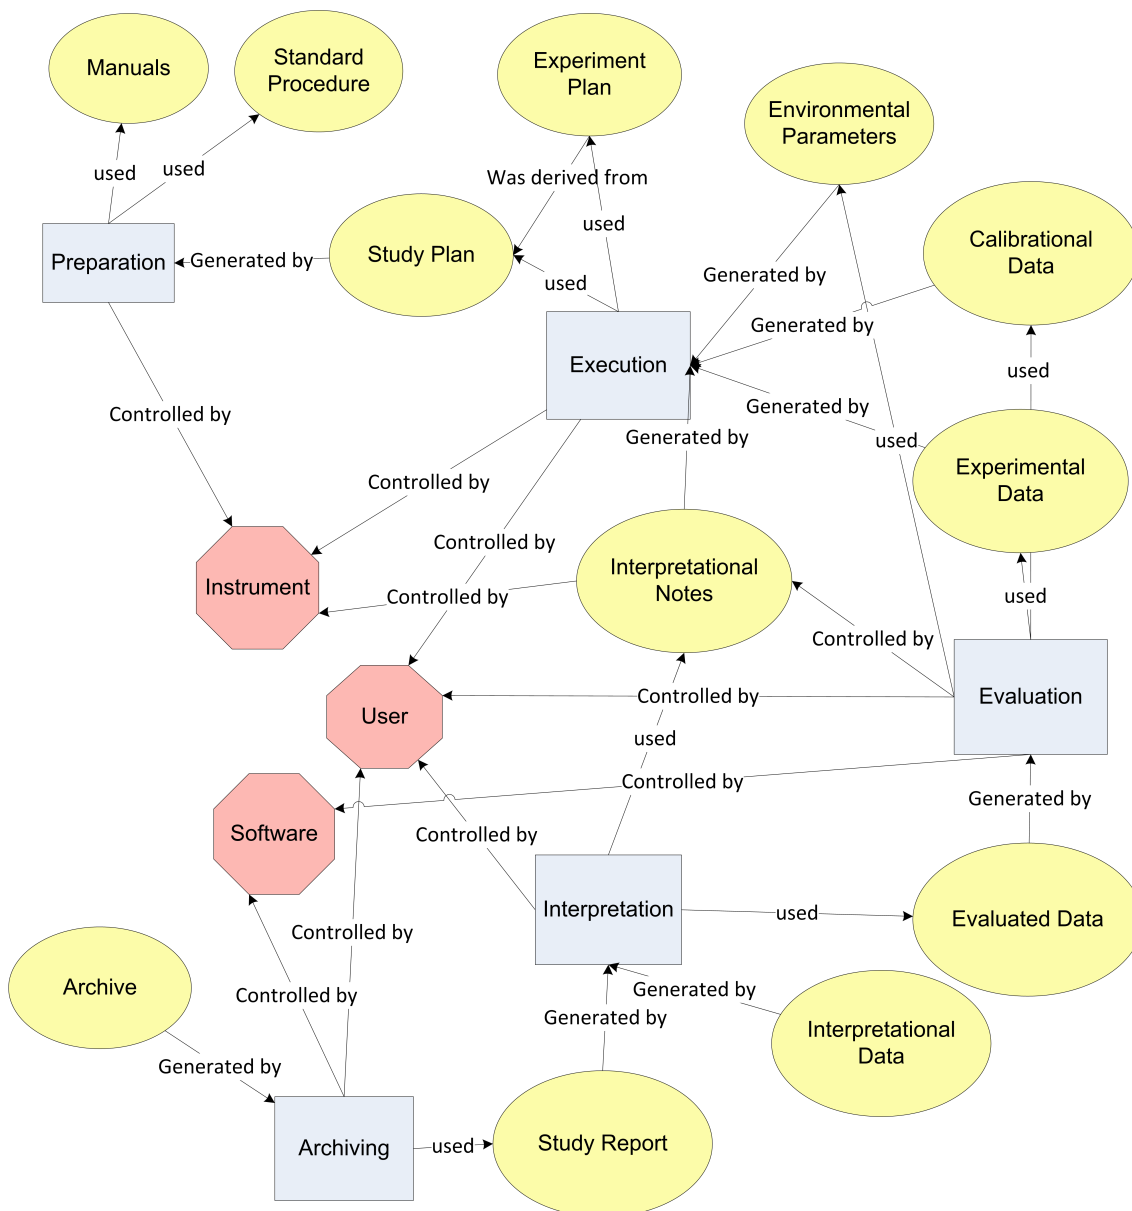 Manuals
Standard
Procedure
Experiment
Plan
Environmental
Parameters
used
used
Was derived from
used
Preparation
Generated by
Study Plan
used
Generated by
Calibrational
Data
Generated by
Execution
used
Controlled by
Generated by
Generated by
used
Experimental
Data
Controlled by
Controlled by
Instrument
Controlled by
Interpretational
Notes
used
Controlled by
User
Controlled by
Evaluation
used
Controlled by
Software
Controlled by
Generated by
Interpretation
used
Evaluated Data
Controlled by
Archive
Controlled by
Generated by
Generated by
Interpretational
Data
Generated by
Archiving
used
Study Report